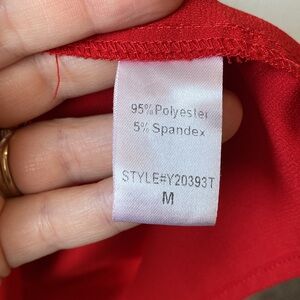 95% Polyester
5% Spandex
STYLE#Y20393T
M